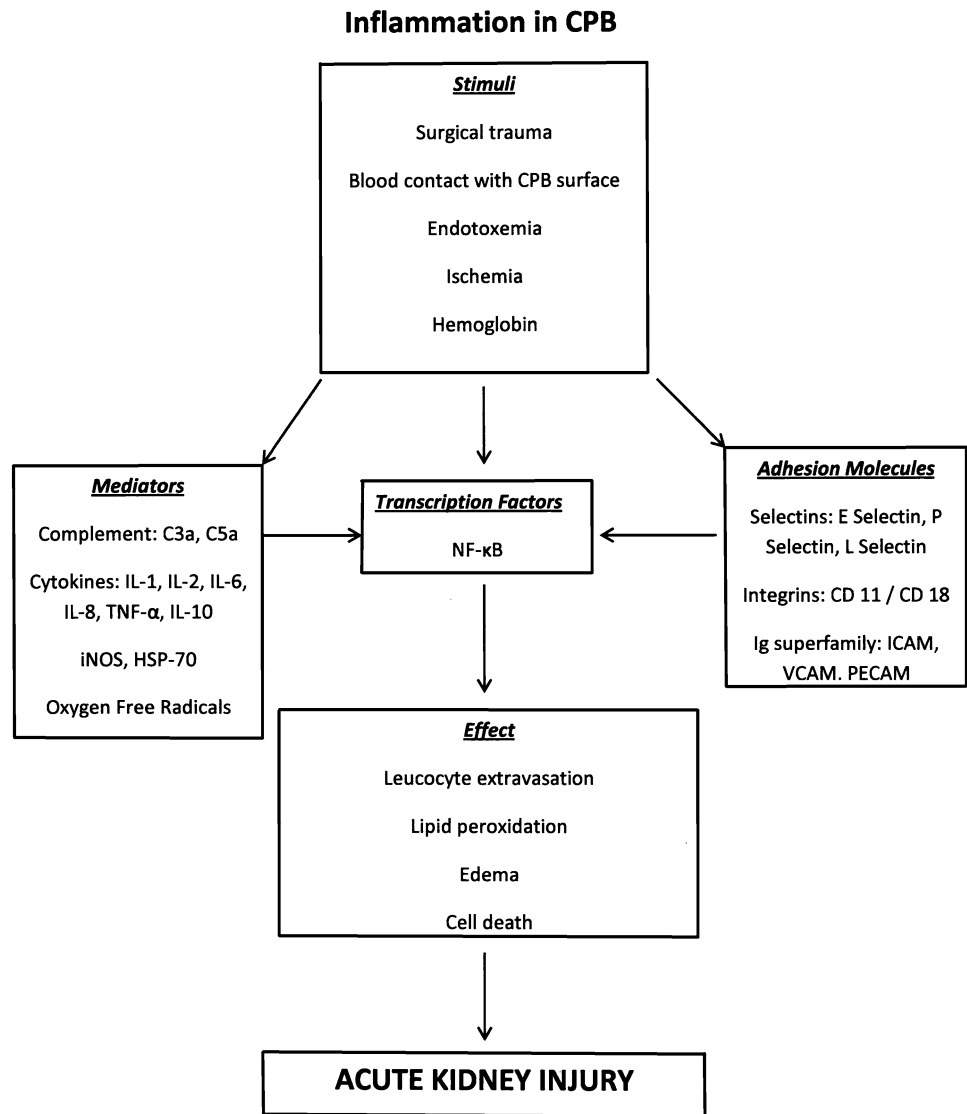 Inflammation in CPB
Stimuli
Surgical trauma
Blood contact with CPB surface
Endotoxemia
Ischemia
Hemoglobin
Mediators
Complement: C3a, C5a
Cytokines: IL-1, IL-2, IL-6,
IL-8, TNF-α, IL-10
iNOS, HSP-70
Oxygen Free Radicals
Transcription Factors
NF-κB
Adhesion Molecules
Selectins: E Selectin, P
Selectin, L Selectin
Integrins: CD 11 / CD 18
Ig superfamily: ICAM,
VCAM. PECAM
Effect
Leucocyte extravasation
Lipid peroxidation
Edema
Cell death
ACUTE KIDNEY INJURY